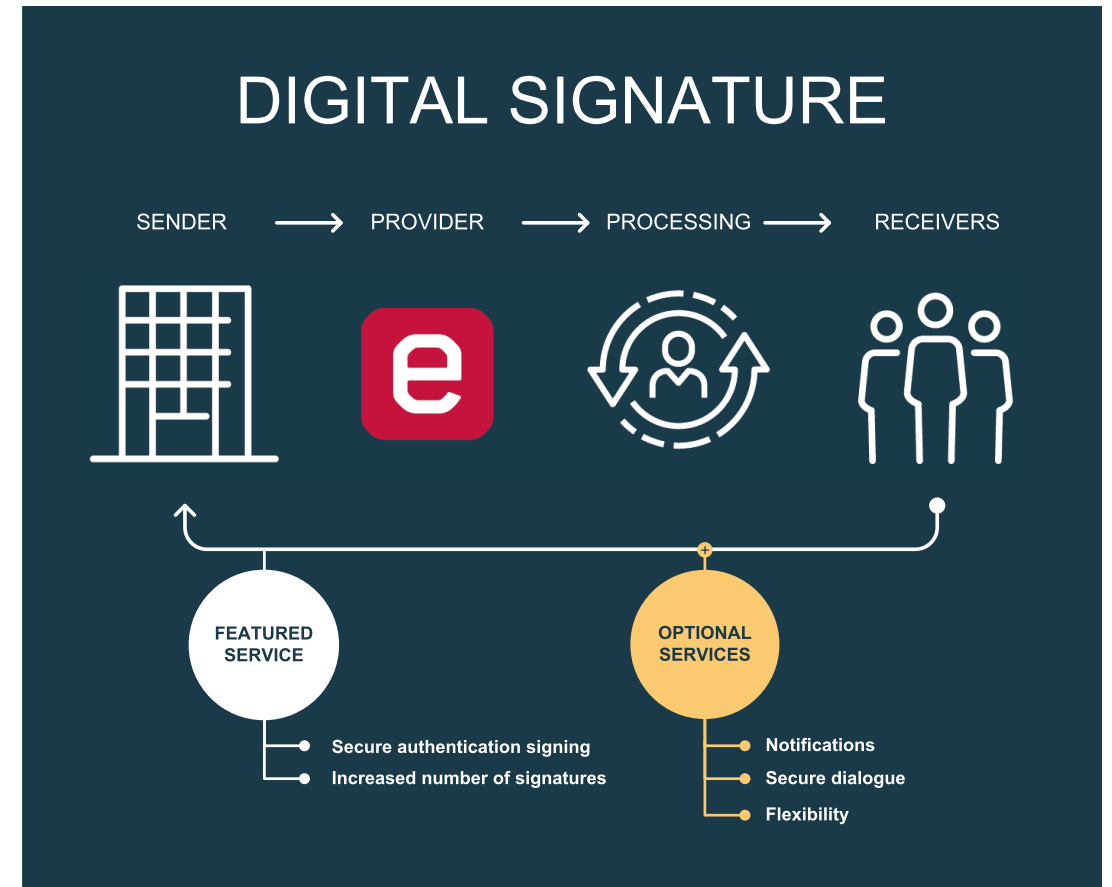 DIGITAL SIGNATURE
SENDER PROVIDER PROCESSING RECEIVERS
e
FEATURED
SERVICE
Secure authentication signing
Increased number of signatures
+
OPTIONAL
SERVICES
Notifications
Secure dialogue
Flexibility